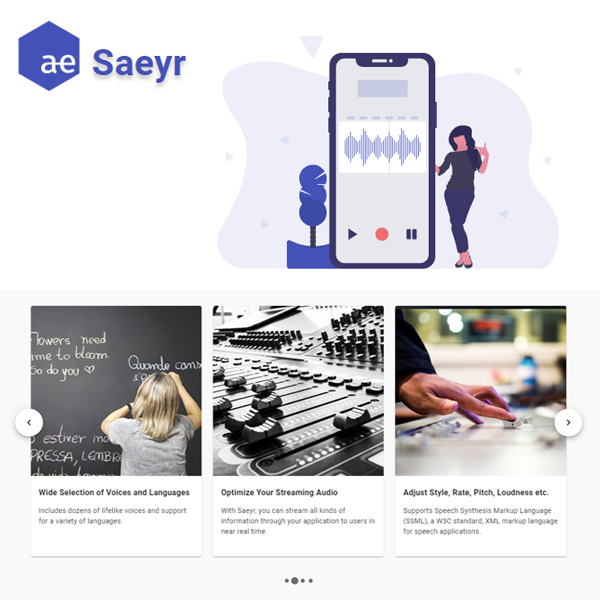 ae Saeyr
Flowers need
me to bloom
So do you ♡
Quando cans
estiver mo
PRESSA, LEMBRE
Wide Selection of Voices and Languages
Includes dozens of lifelike voices and support
for a variety of languages.
Optimize Your Streaming Audio
With Saeyr, you can stream all kinds of
information through your application to users in
near real time.
Adjust Style, Rate, Pitch, Loudness etc.
Supports Speech Synthesis Markup Language
(SSML), a W3C standard, XML markup language
for speech applications.